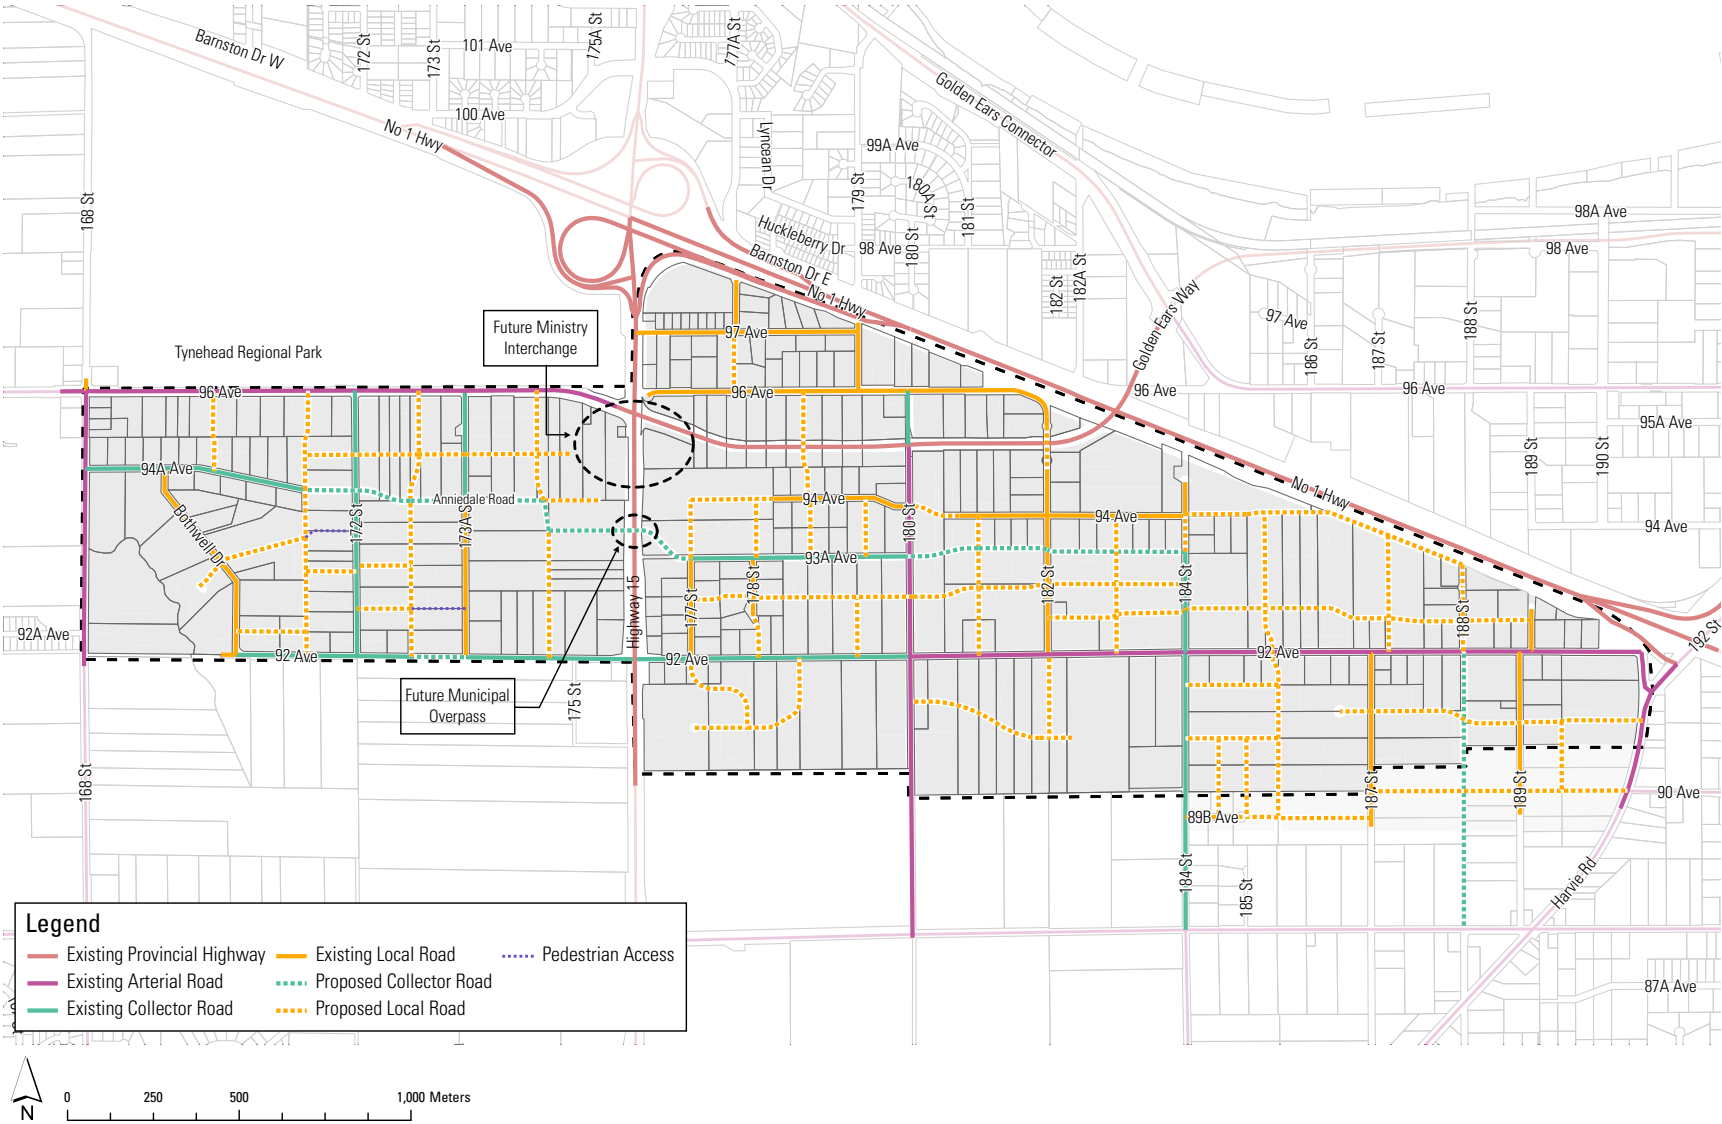 Barnston Dr W
172 St
173 St
101 Ave
175A St
177A St
100 Ave
No 1 Hwy
Golden Ears Connector
Lyncean Dr
99A Ave
179 St
180A St
181 St
168 St
Huckleberry Dr
98 Ave
180 St
98A Ave
98 Ave
Barnston Dr E
No 1 Hwy
182 St
182A St
Golden Ears Way
97 Ave
186 St
187 St
188 St
Future Ministry
Interchange
97 Ave
Tynehead Regional Park
96 Ave
96 Ave
96 Ave
96 Ave
95A Ave
189 St
190 St
94A Ave
Anniedale Road
94 Ave
94 Ave
No 1 Hwy
94 Ave
Bothwell Dr
172 St
173A St
180 St
93A Ave
177 St
178 St
182 St
184 St
188 St
Highway 15
92A Ave
92 Ave
92 Ave
92 Ave
192 St
Future Municipal
Overpass
175 St
168 St
187 St
189 St
90 Ave
89B Ave
184 St
185 St
Harvie Rd
87A Ave
Legend
Existing Provincial Highway
Existing Arterial Road
Existing Collector Road
Existing Local Road
Proposed Collector Road
Proposed Local Road
Pedestrian Access
N
0 250 500 1,000 Meters